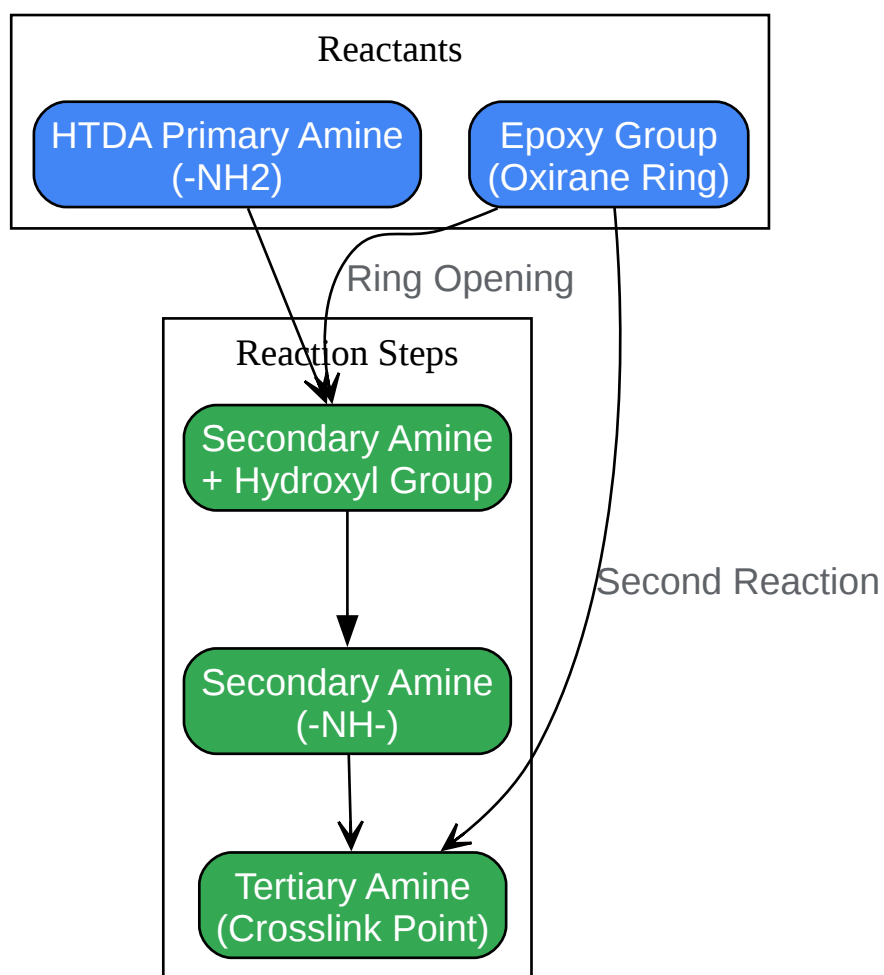 Reactants
HTDA Primary Amine
(-NH2)
Epoxy Group
(Oxirane Ring)
Ring Opening
Reaction Steps
Secondary Amine
+ Hydroxyl Group
Second Reaction
Secondary Amine
(-NH-)
Tertiary Amine
(Crosslink Point)